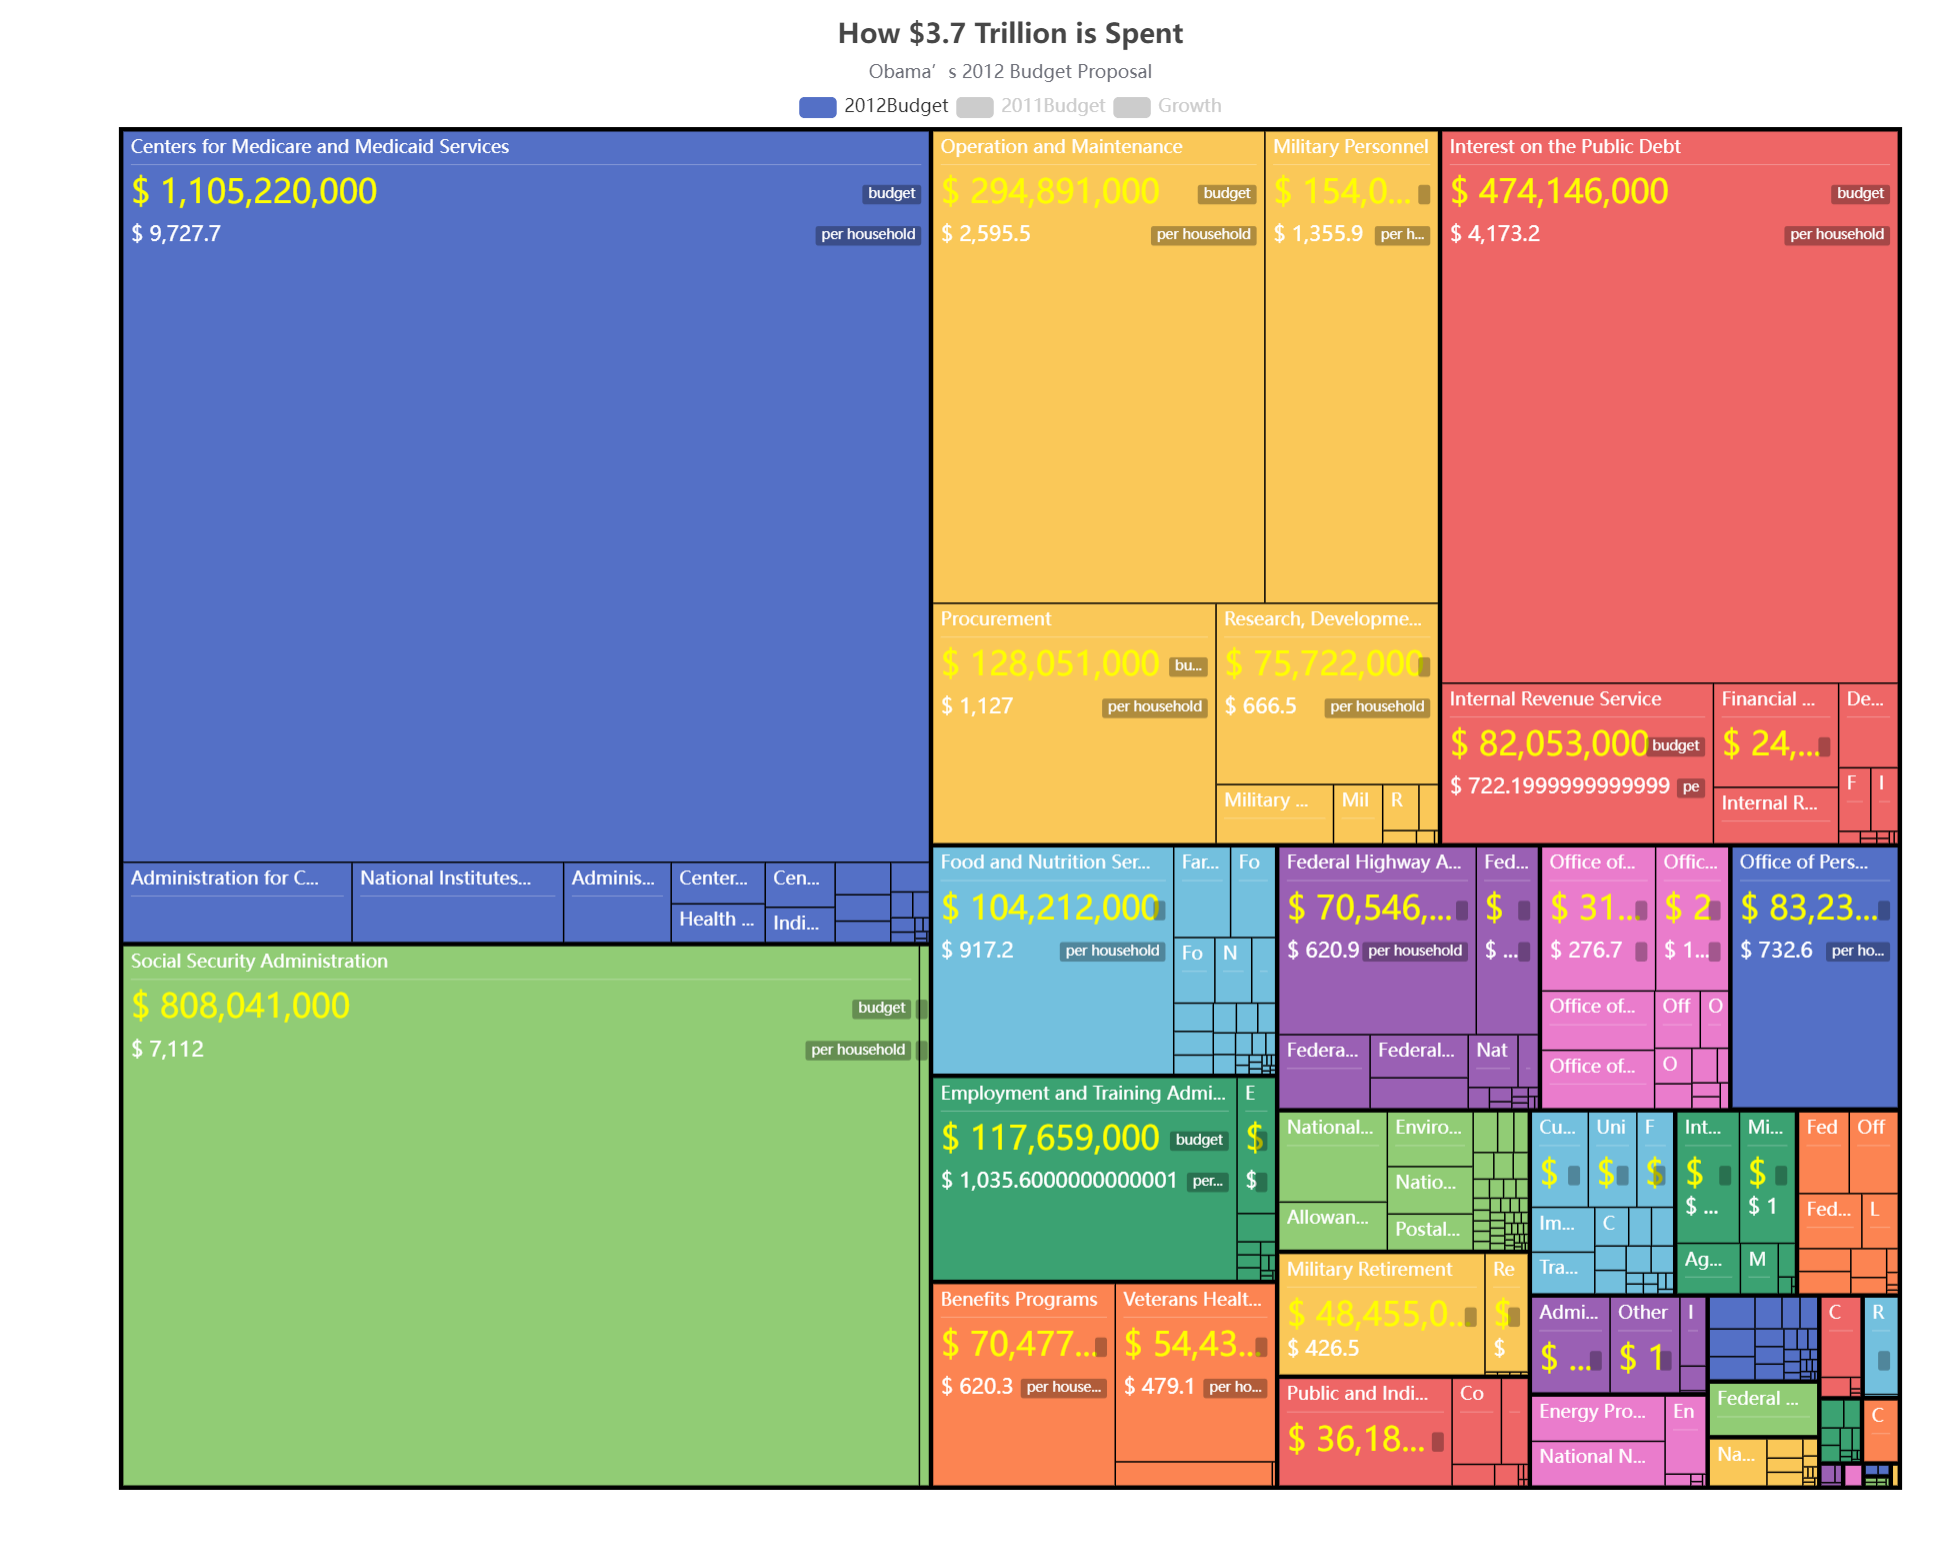 How $3.7 Trillion is Spent
Obama’s 2012 Budget Proposal
2012Budget 2011Budget Growth
Centers for Medicare and Medicaid Services
$ 1,105,220,000 budget
$ 9,727.7 per household
Administration for C...
National Institutes...
Adminis...
Center...
Health ...
Cen...
Indi...
Social Security Administration
$ 808,041,000 budget
$ 7,112 per household
Operation and Maintenance
$ 294,891,000 budget
$ 2,595.5 per household
Military Personnel
$ 154,0...
$ 1,355.9 per h...
Procurement
$ 128,051,000 bu...
$ 1,127 per household
Research, Developme...
$ 75,722,000
$ 666.5 per household
Military ...
Mil
R
Interest on the Public Debt
$ 474,146,000 budget
$ 4,173.2 per household
Internal Revenue Service
$ 82,053,000 budget
$ 722.1999999999999 pe
Financial ...
$ 24,...
Internal R...
De...
F
I
Food and Nutrition Ser...
$ 104,212,000
$ 917.2 per household
Far...
Fo
Fo
N
Federal Highway A...
$ 70,546,...
$ 620.9 per household
Fed...
$
$ ...
Federa...
Federal...
Nat
Office of...
$ 31...
$ 276.7
Offic...
$ 2
$ 1...
Office of...
Off
O
Office of...
O
Office of Pers...
$ 83,23...
$ 732.6 per ho...
Employment and Training Admi...
$ 117,659,000 budget
$ 1,035.6000000000001 per...
E
$
$
Benefits Programs
$ 70,477...
$ 620.3 per house...
Veterans Healt...
$ 54,43...
$ 479.1 per ho...
National...
Allowan...
Enviro...
Natio...
Postal...
Military Retirement
$ 48,455,0...
$ 426.5
Re
$
$
Public and Indi...
$ 36,18...
Co
Cu...
$
Uni
$
F
$
Im...
C
Tra...
Int...
$
$ ...
Mi...
$
$ 1
Ag...
M
Fed
Off
Fed...
L
Admi...
$ ...
Other
$ 1
I
Energy Pro...
En
National N...
Federal ...
Na...
C
R
C